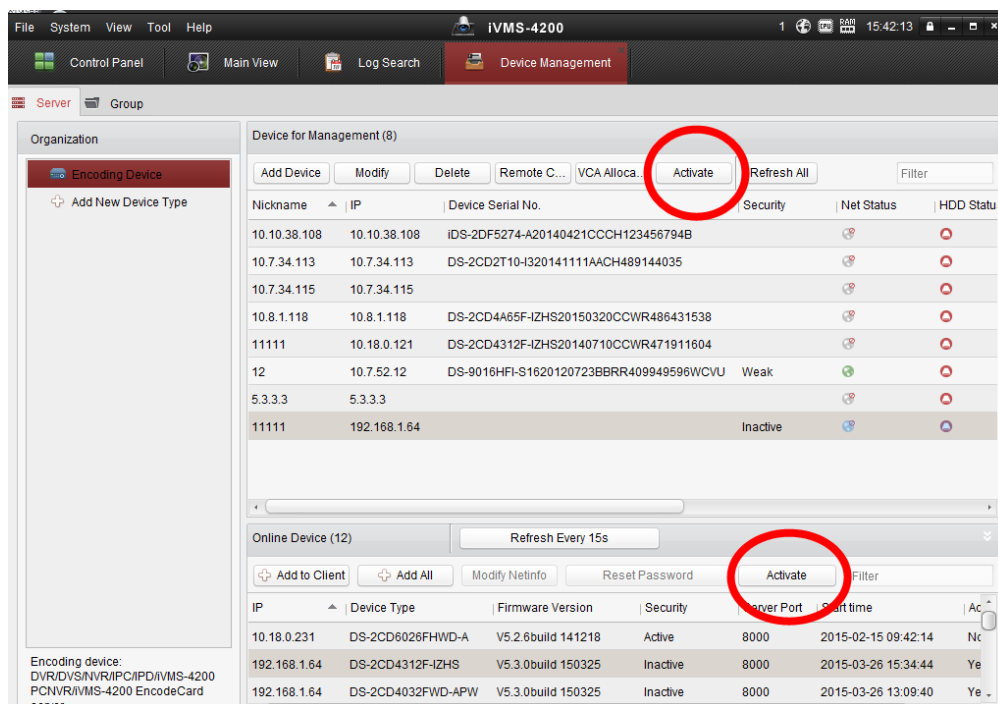 File System View Tool Help iVMS-4200 1 CPU RAM 15:42:13
Control Panel Main View Log Search Device Management
Server Group
Organization
Encoding Device
Add New Device Type
Encoding device:
DVR/DVS/NVR/IPC/IPD/iVMS-4200
PCNVR/iVMS-4200 EncodeCard
Device for Management (8)
Add Device Modify Delete Remote C... VCA Alloca... Activate Refresh All Filter
Nickname IP Device Serial No. Security Net Status HDD Statu
10.10.38.108 10.10.38.108 iDS-2DF5274-A20140421CCCH123456794B
10.7.34.113 10.7.34.113 DS-2CD2T10-I320141111AACH489144035
10.7.34.115 10.7.34.115
10.8.1.118 10.8.1.118 DS-2CD4A65F-IZHS20150320CCWR486431538
11111 10.18.0.121 DS-2CD4312F-IZHS20140710CCWR471911604
12 10.7.52.12 DS-9016HFI-S1620120723BBRR409949596WCVU Weak
5.3.3.3 5.3.3.3
11111 192.168.1.64 Inactive
Online Device (12) Refresh Every 15s
Add to Client Add All Modify Netinfo Reset Password Activate Filter
IP Device Type Firmware Version Security Server Port Start time Ac
10.18.0.231 DS-2CD6026FHWD-A V5.2.6build 141218 Active 8000 2015-02-15 09:42:14 No
192.168.1.64 DS-2CD4312F-IZHS V5.3.0build 150325 Inactive 8000 2015-03-26 15:34:44 Ye
192.168.1.64 DS-2CD4032FWD-APW V5.3.0build 150325 Inactive 8000 2015-03-26 13:09:40 Ye